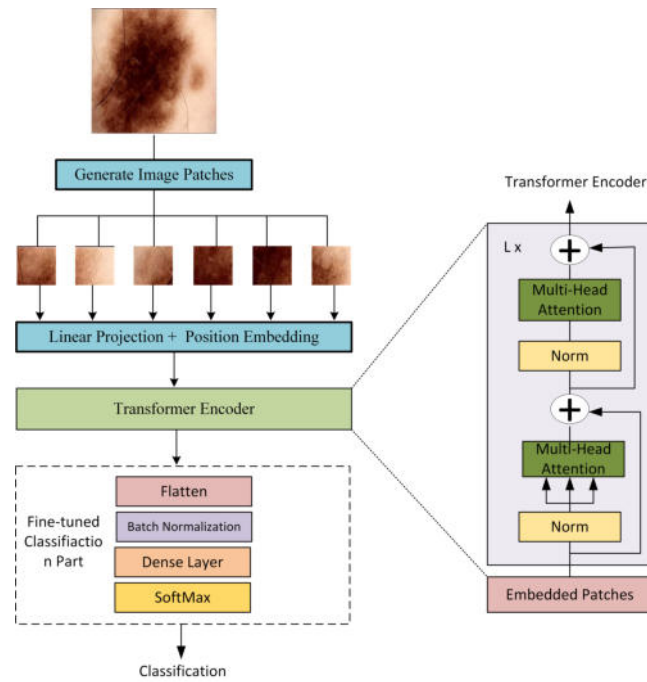 Generate Image Patches
Linear Projection + Position Embedding
Transformer Encoder
Fine-tuned
Classifiactio
n Part
Flatten
Batch Normalization
Dense Layer
SoftMax
Classification
Transformer Encoder
L x
Multi-Head
Attention
Norm
Multi-Head
Attention
Norm
Embedded Patches